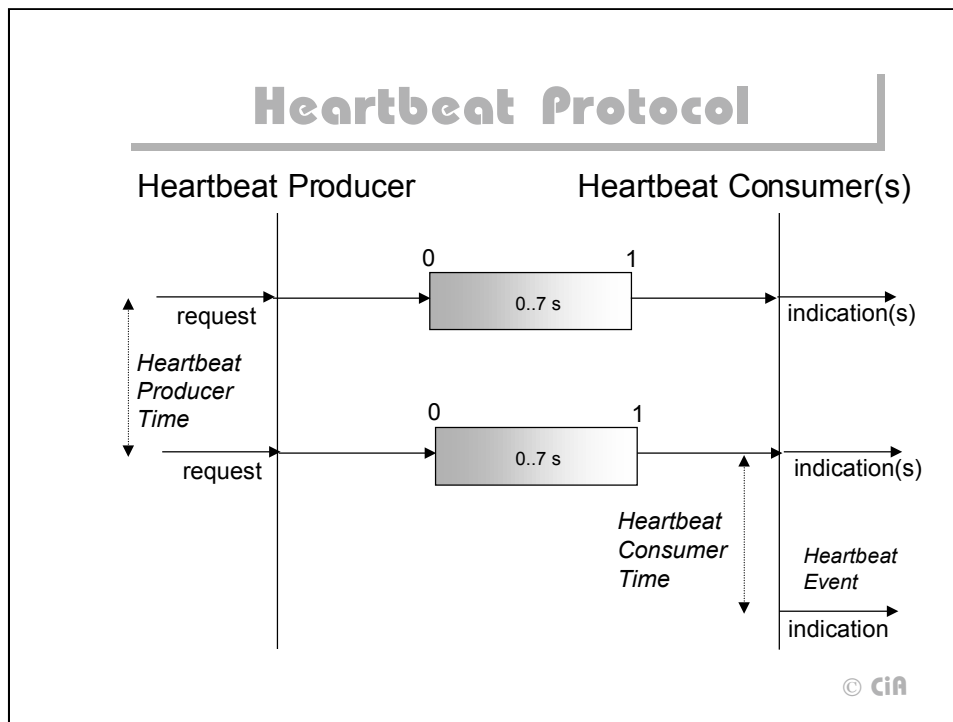 Heartbeat Protocol
Heartbeat Producer
Heartbeat Consumer(s)
0
1
0..7 s
request
indication(s)
Heartbeat
Producer
Time
0
1
0..7 s
request
indication(s)
Heartbeat
Consumer
Time
Heartbeat
Event
indication
© CiA